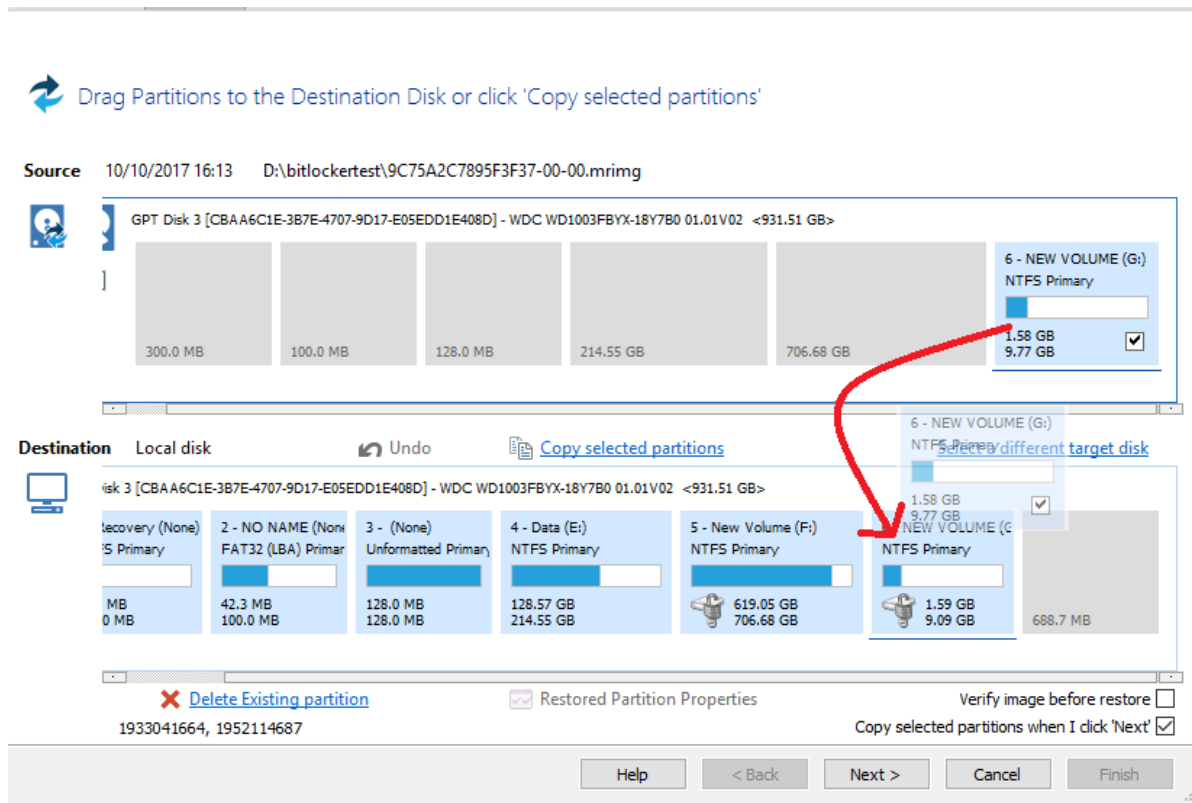 Drag Partitions to the Destination Disk or click 'Copy selected partitions'
Source 10/10/2017 16:13 D:\bitlockertest\9C75A2C7895F3F37-00-00.mrimg
GPT Disk 3 [CBAA6C1E-3B7E-4707-9D17-E05EDD1E408D] - WDC WD1003FBYX-18Y7B0 01.01V02 <931.51 GB>
6 - NEW VOLUME (G:)
NTFS Primary
1.58 GB
300.0 MB 100.0 MB 128.0 MB 214.55 GB 706.68 GB 9.77 GB
6 - NEW VOLUME (G:)
Destination Local disk Undo Copy selected partitions NTFS Primary Select a different target disk
isk 3 [CBAA6C1E-3B7E-4707-9D17-E05EDD1E408D] - WDC WD1003FBYX-18Y7B0 01.01V02 <931.51 GB>
1.58 GB
9.77 GB
Recovery (None) 2 - NO NAME (None 3 - (None) 4 - Data (E:) 5 - New Volume (F:) NEW VOLUME (G
S Primary FAT32 (LBA) Primar Unformatted Primary NTFS Primary NTFS Primary NTFS Primary
MB 42.3 MB 128.0 MB 128.57 GB 619.05 GB 1.59 GB
0 MB 100.0 MB 128.0 MB 214.55 GB 706.68 GB 9.09 GB 688.7 MB
Delete Existing partition Restored Partition Properties Verify image before restore
1933041664, 1952114687 Copy selected partitions when I click 'Next'
Help < Back Next > Cancel Finish